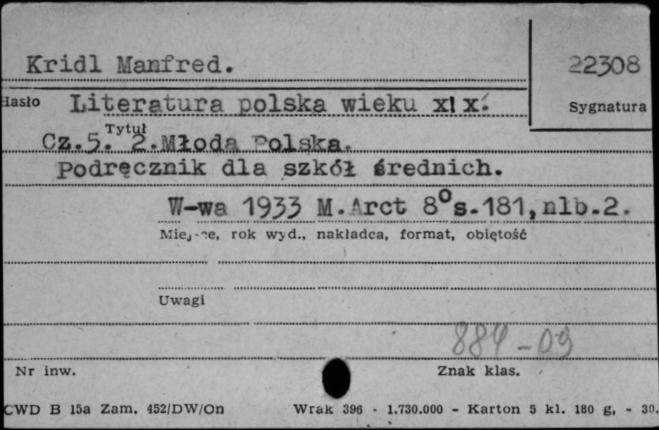 Kridl Manfred.
22308
Hasło Literatura polska wieku XIX.
Sygnatura
Tytuł
Cz.5. 2.Młoda Polska.
Podręcznik dla szkół średnich.
W-wa 1933 M.Arct 8° s.181,nlb.2.
Miejsce, rok wyd., nakładca, format, objętość
Uwagi
884-09
Nr inw.
Znak klas.
CWD B 15a Zam. 452/DW/On Wrak 396 - 1.730.000 - Karton 5 kl. 180 g, - 30.